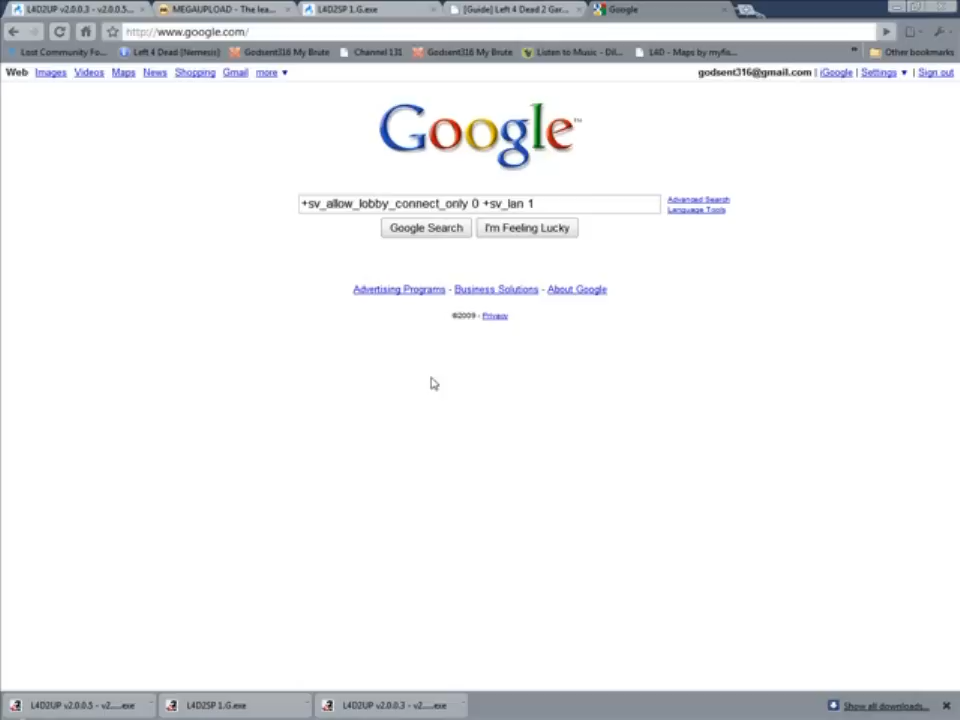 L4D2UP v2.0.0.3 - v2.0.0.5...
MEGAUPLOAD - The lea...
L4D2SP 1.G.exe
[Guide] Left 4 Dead 2 Gar...
Google
http://www.google.com/
Lost Community Fo...
Left 4 Dead [Nemesis]
Godsent316 My Brute
Channel 131
Godsent316 My Brute
Listen to Music - Dil...
L4D - Maps by myfis...
»
Other bookmarks
Web Images Videos Maps News Shopping Gmail more ▼
godsent316@gmail.com | iGoogle | Settings ▼ | Sign out
Google™
+sv_allow_lobby_connect_only 0 +sv_lan 1
Advanced Search
Language Tools
Google Search
I'm Feeling Lucky
Advertising Programs - Business Solutions - About Google
©2009 - Privacy
L4D2UP v2.0.0.5 - v2....exe
L4D2SP 1.G.exe
L4D2UP v2.0.0.3 - v2....exe
Show all downloads...